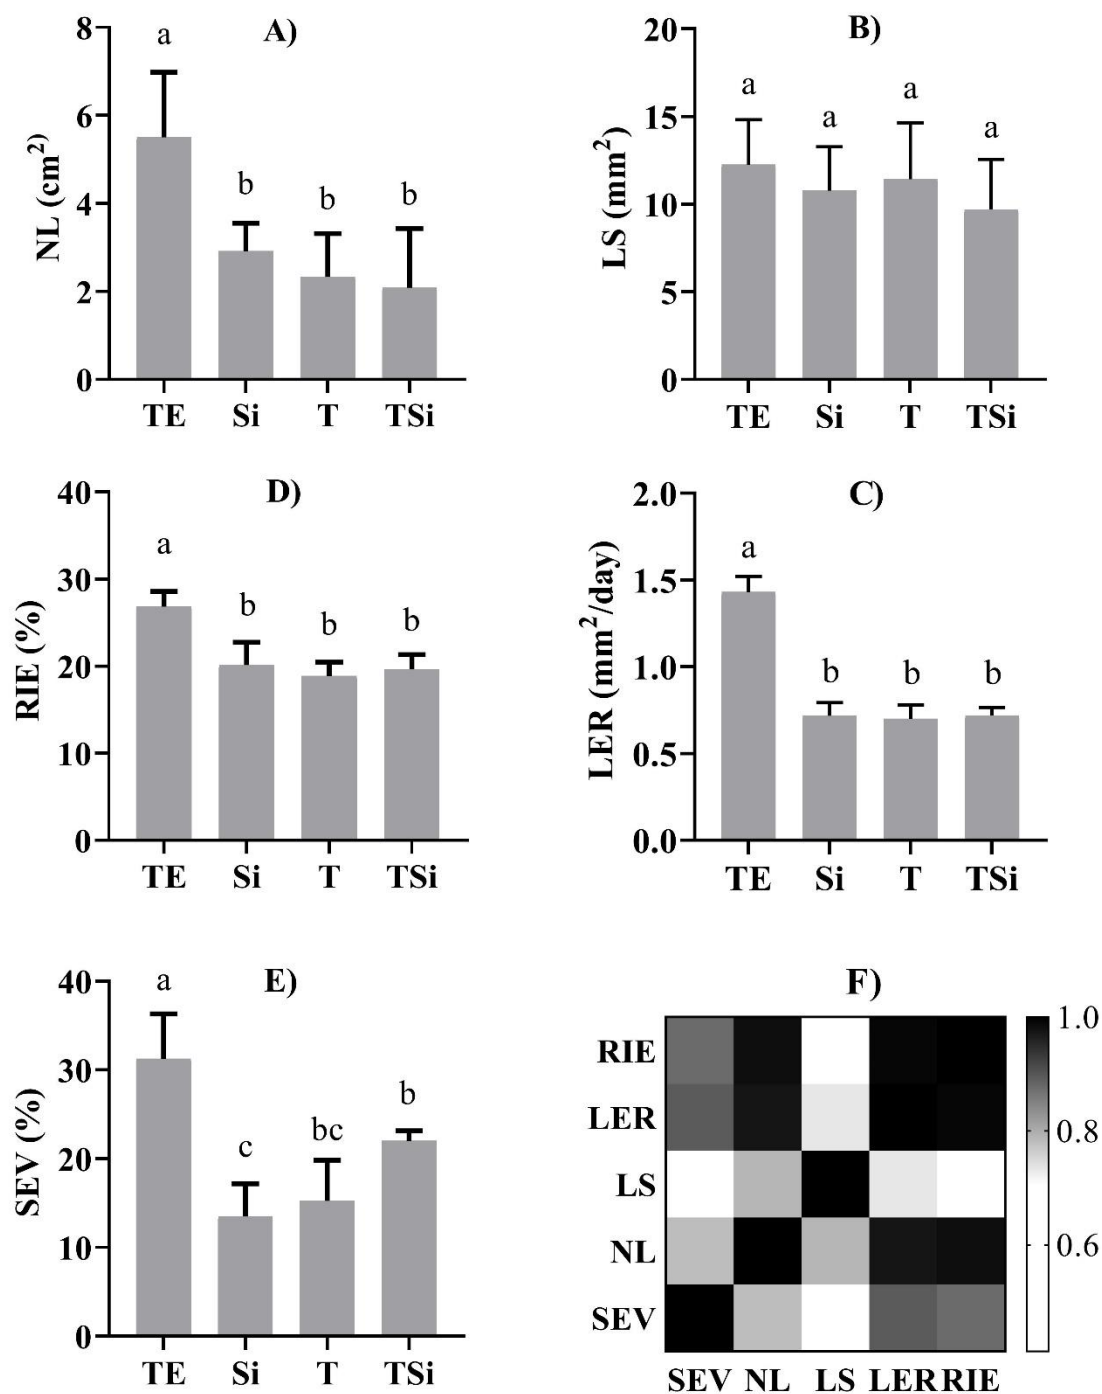 A)
NL (cm²)
8
6
4
2
0
a
b
b
b
TE Si T TSi
B)
LS (mm²)
20
15
10
5
0
a
a
a
a
TE Si T TSi
D)
RIE (%)
40
30
20
10
0
a
b
b
b
TE Si T TSi
C)
LER (mm²/day)
2.0
1.5
1.0
0.5
0.0
a
b
b
b
TE Si T TSi
E)
SEV (%)
40
30
20
10
0
a
c
bc
b
TE Si T TSi
F)
RIE
LER
LS
NL
SEV
SEV NL LS LER RIE
1.0
0.8
0.6